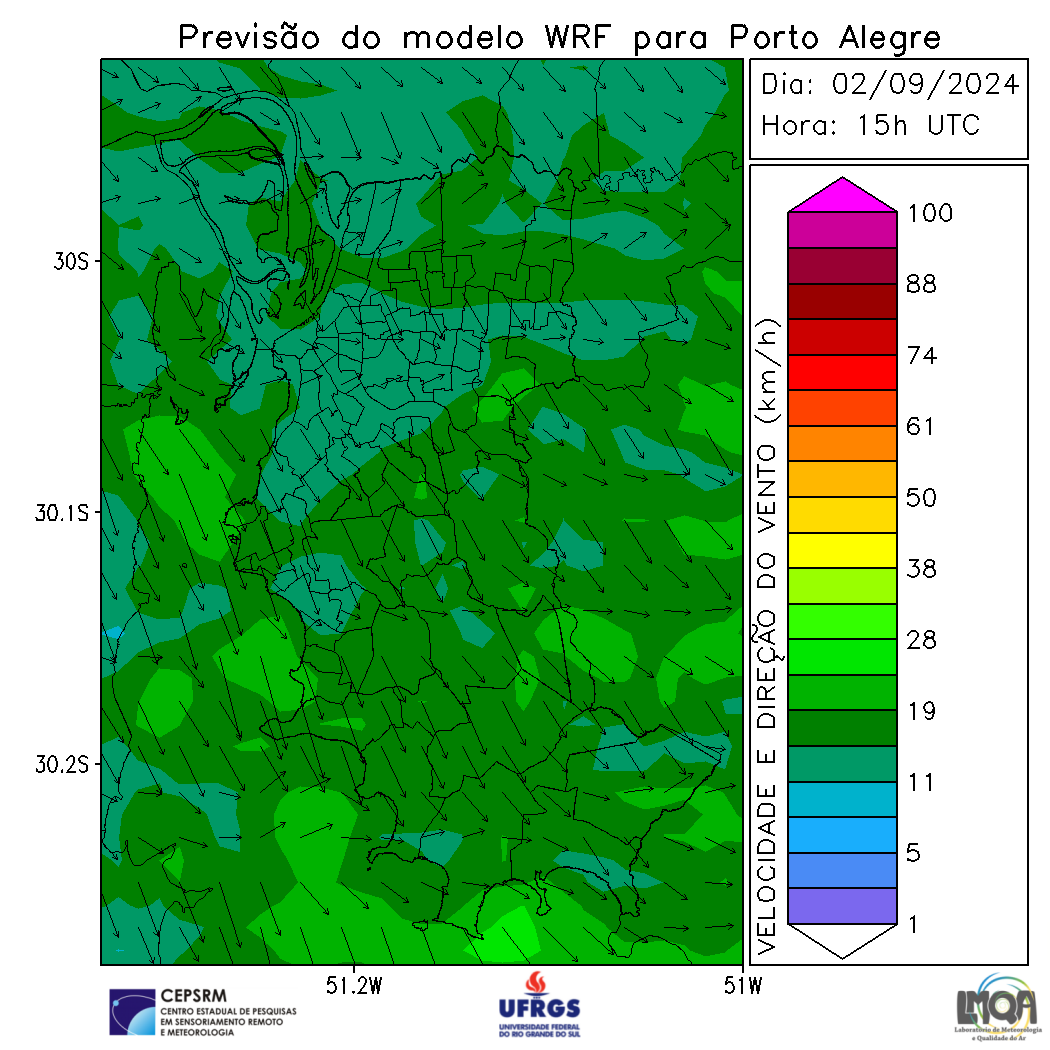 Previsão do modelo WRF para Porto Alegre
Dia: 02/09/2024
Hora: 15h UTC
30S
30.1S
30.2S
51.2W
51W
VELOCIDADE E DIREÇÃO DO VENTO (km/h)
100
88
74
61
50
38
28
19
11
5
1
CEPSRM
CENTRO ESTADUAL DE PESQUISAS
EM SENSORIAMENTO REMOTO
E METEOROLOGIA
UFRGS
UNIVERSIDADE FEDERAL
DO RIO GRANDE DO SUL
LMQA
Laboratório de Meteorologia
e Qualidade do Ar